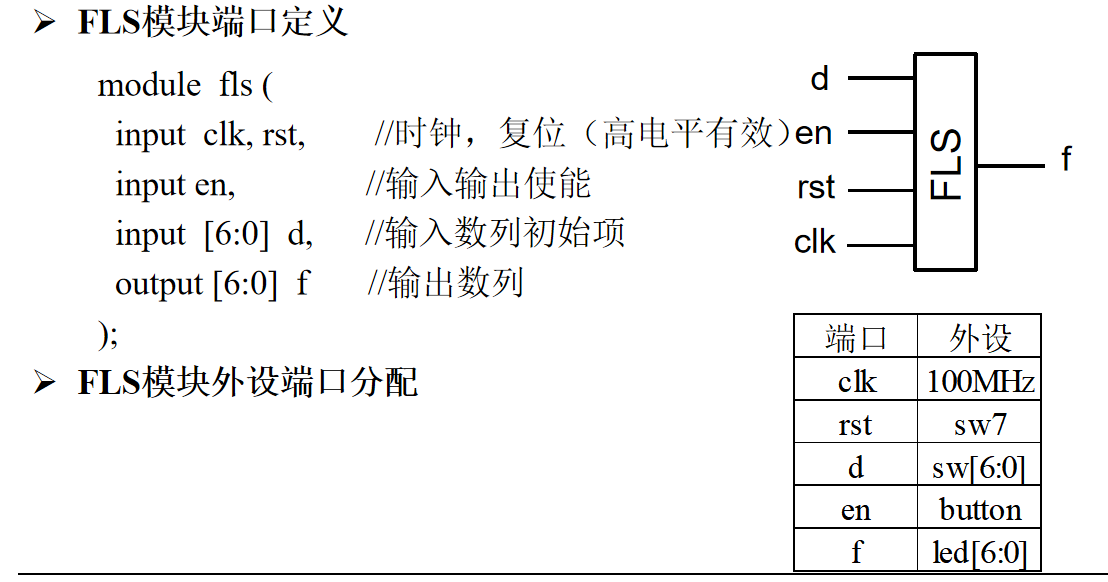 ➢ FLS模块端口定义
module fls (
input clk, rst, //时钟，复位（高电平有效）
input en, //输入输出使能
input [6:0] d, //输入数列初始项
output [6:0] f //输出数列
);
➢ FLS模块外设端口分配
d
en
rst
clk
FLS
f
端口 外设
clk 100MHz
rst sw7
d sw[6:0]
en button
f led[6:0]